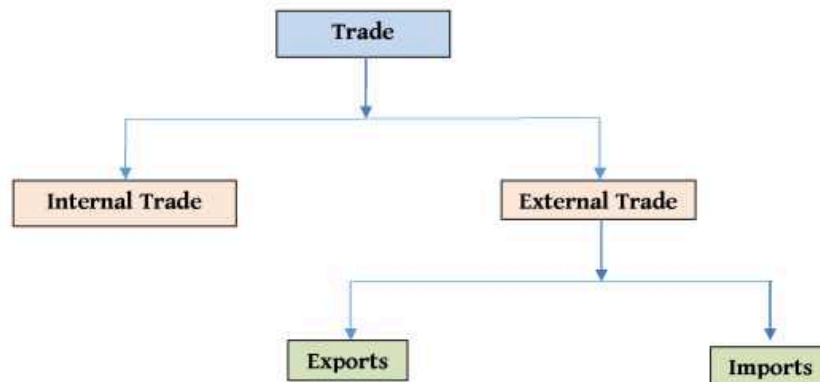 Trade
Internal Trade
External Trade
Exports
Imports